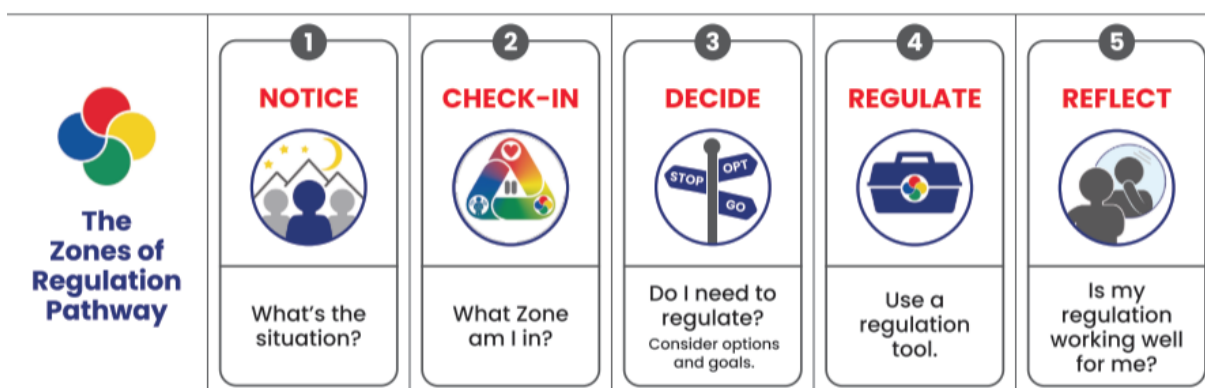 The
Zones of
Regulation
Pathway
1
NOTICE
What's the
situation?
2
CHECK-IN
What Zone
am I in?
3
DECIDE
STOP
OPT
GO
Do I need to
regulate?
Consider options
and goals.
4
REGULATE
Use a
regulation
tool.
5
REFLECT
Is my
regulation
working well
for me?